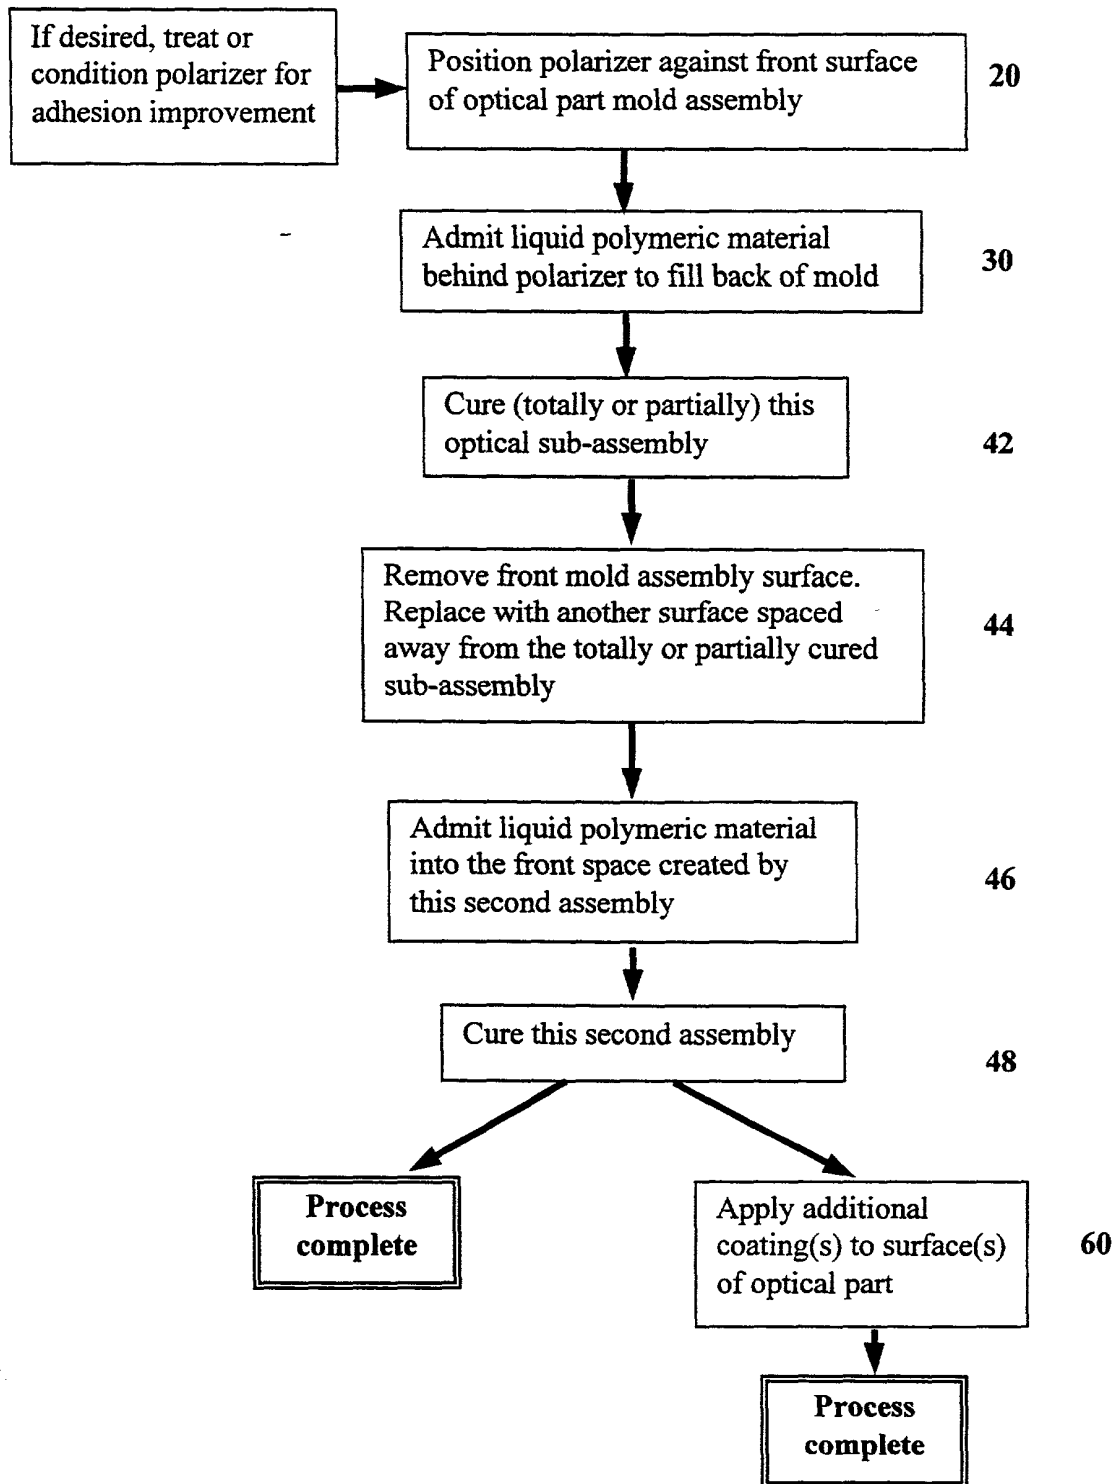 If desired, treat or
condition polarizer for
adhesion improvement
Position polarizer against front surface
of optical part mold assembly
20
Admit liquid polymeric material
behind polarizer to fill back of mold
30
Cure (totally or partially) this
optical sub-assembly
42
Remove front mold assembly surface.
Replace with another surface spaced
away from the totally or partially cured
sub-assembly
44
Admit liquid polymeric material
into the front space created by
this second assembly
46
Cure this second assembly
48
Process
complete
Apply additional
coating(s) to surface(s)
of optical part
60
Process
complete